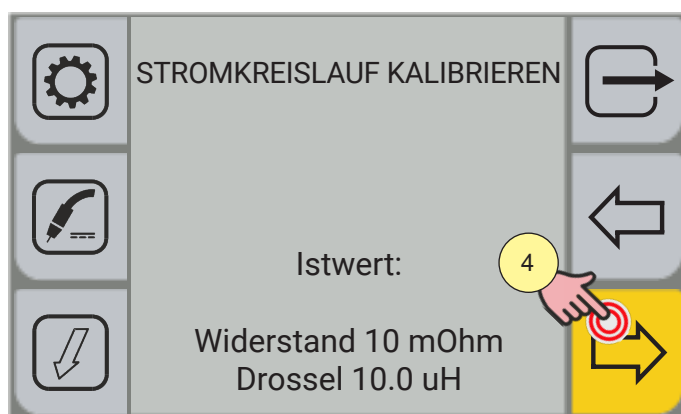 STROMKREISLAUF KALIBRIEREN
Istwert:
4
Widerstand 10 mOhm
Drossel 10.0 uH